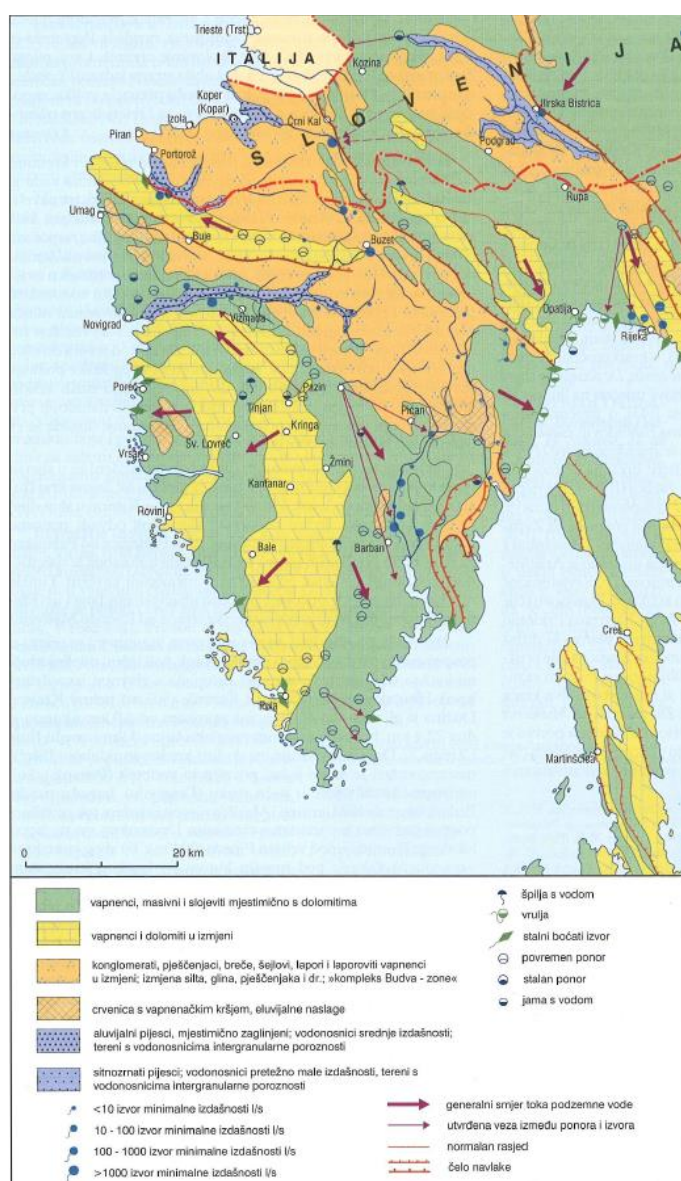 Trieste (Trst)
ITALIJA
Kozina
SLOVENIJA
Koper
(Kopar)
Črni Kal
Ilirska Bistrica
Izola
Piran
Podgrad
Portorož
Rupa
Umag
Buje
Buzet
Opatija
Novigrad
Vižinada
Rijeka
Poreč
Pazin
Tinjan
Pićan
Kringa
Sv. Lovreč
Vrsar
Žminj
Kanfanar
Rovinj
Bale
Barban
Cres
Pula
Martinšćica
0 20 km
vapnenci, masivni i slojeviti mjestimično s dolomitima
vapnenci i dolomiti u izmjeni
konglomerati, pješčenjaci, breče, šejlovi, lapori i laporoviti vapnenci
u izmjeni; izmjena silta, glina, pješčenjaka i dr.; »kompleks Budva - zone«
crvenica s vapnenačkim kršjem, eluvijalne naslage
aluvijalni pijesci, mjestimično zaglinjeni; vodonosnici srednje izdašnosti;
tereni s vodonosnicima intergranularne poroznosti
sitnozrnati pijesci; vodonosnici pretežno male izdašnosti, tereni s
vodonosnicima intergranularne poroznosti
<10 izvor minimalne izdašnosti l/s
10 - 100 izvor minimalne izdašnosti l/s
100 - 1000 izvor minimalne izdašnosti l/s
>1000 izvor minimalne izdašnosti l/s
špilja s vodom
vrulja
stalni boćati izvor
povremen ponor
stalan ponor
jama s vodom
generalni smjer toka podzemne vode
utvrđena veza između ponora i izvora
normalan rasjed
čelo navlake